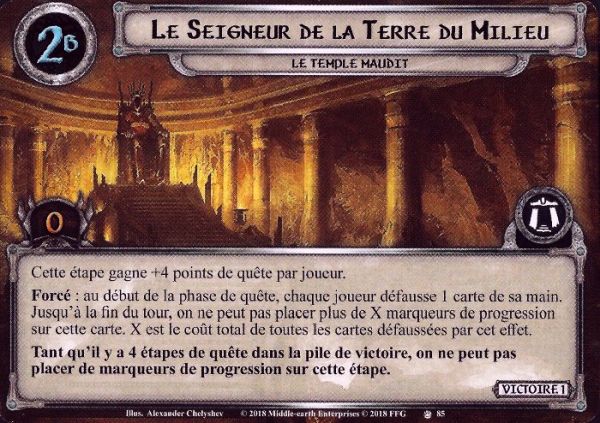 2B
LE SEIGNEUR DE LA TERRE DU MILIEU
LE TEMPLE MAUDIT
0
Cette étape gagne +4 points de quête par joueur.
Forcé : au début de la phase de quête, chaque joueur défausse 1 carte de sa main.
Jusqu'à la fin du tour, on ne peut pas placer plus de X marqueurs de progression
sur cette carte. X est le coût total de toutes les cartes défaussées par cet effet.
Tant qu'il y a 4 étapes de quête dans la pile de victoire, on ne peut pas
placer de marqueurs de progression sur cette étape.
VICTOIRE 1
Illus. Alexander Chelyshev © 2018 Middle-earth Enterprises © 2018 FFG 85